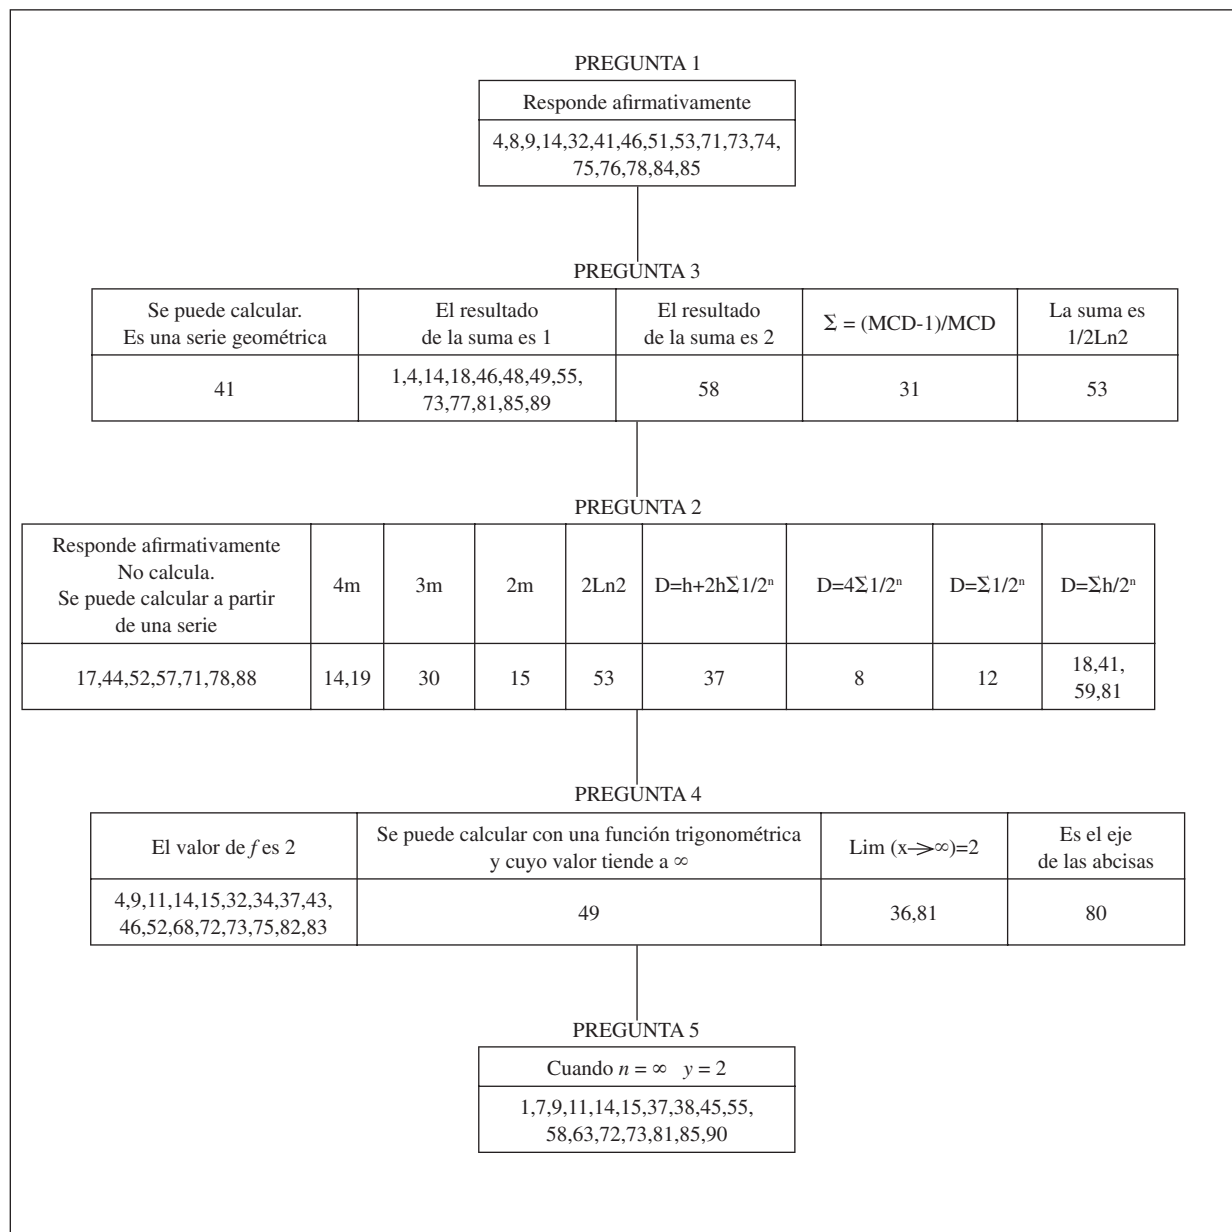 PREGUNTA 1
Responde afirmativamente
4,8,9,14,32,41,46,51,53,71,73,74,
75,76,78,84,85
PREGUNTA 3
Se puede calcular.
Es una serie geométrica
El resultado
de la suma es 1
El resultado
de la suma es 2
Σ = (MCD-1)/MCD
La suma es
1/2Ln2
41
1,4,14,18,46,48,49,55,
73,77,81,85,89
58
31
53
PREGUNTA 2
Responde afirmativamente
No calcula.
Se puede calcular a partir
de una serie
4m
3m
2m
2Ln2
D=h+2hΣ1/2ⁿ
D=4Σ1/2ⁿ
D=Σ1/2ⁿ
D=Σh/2ⁿ
17,44,52,57,71,78,88
14,19
30
15
53
37
8
12
18,41,
59,81
PREGUNTA 4
El valor de f es 2
Se puede calcular con una función trigonométrica
y cuyo valor tiende a ∞
Lim (x→∞)=2
Es el eje
de las abcisas
4,9,11,14,15,32,34,37,43,
46,52,68,72,73,75,82,83
49
36,81
80
PREGUNTA 5
Cuando n = ∞ y = 2
1,7,9,11,14,15,37,38,45,55,
58,63,72,73,81,85,90